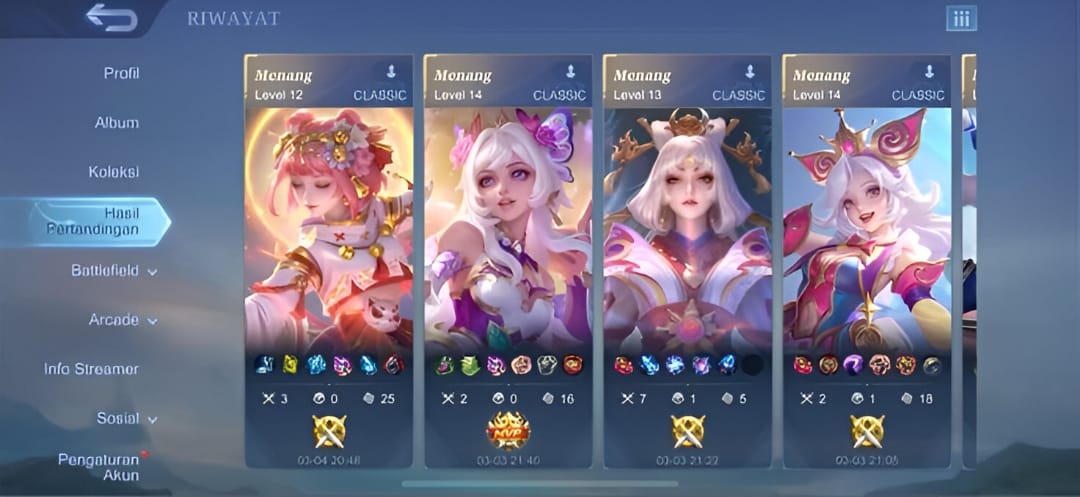 RIWAYAT
Profil
Album
Koleksi
Hasil
Pertandingan
Battlefield
Arcade
Info Streamer
Sosial
Pengaturan
Akun
Menang
Level 12 CLASSIC
3 0 25
03-04 20:48
Menang
Level 14 CLASSIC
2 0 16
MVP
03-03 21:40
Menang
Level 13 CLASSIC
7 1 5
03-03 21:22
Menang
Level 14 CLASSIC
2 1 18
03-03 21:05